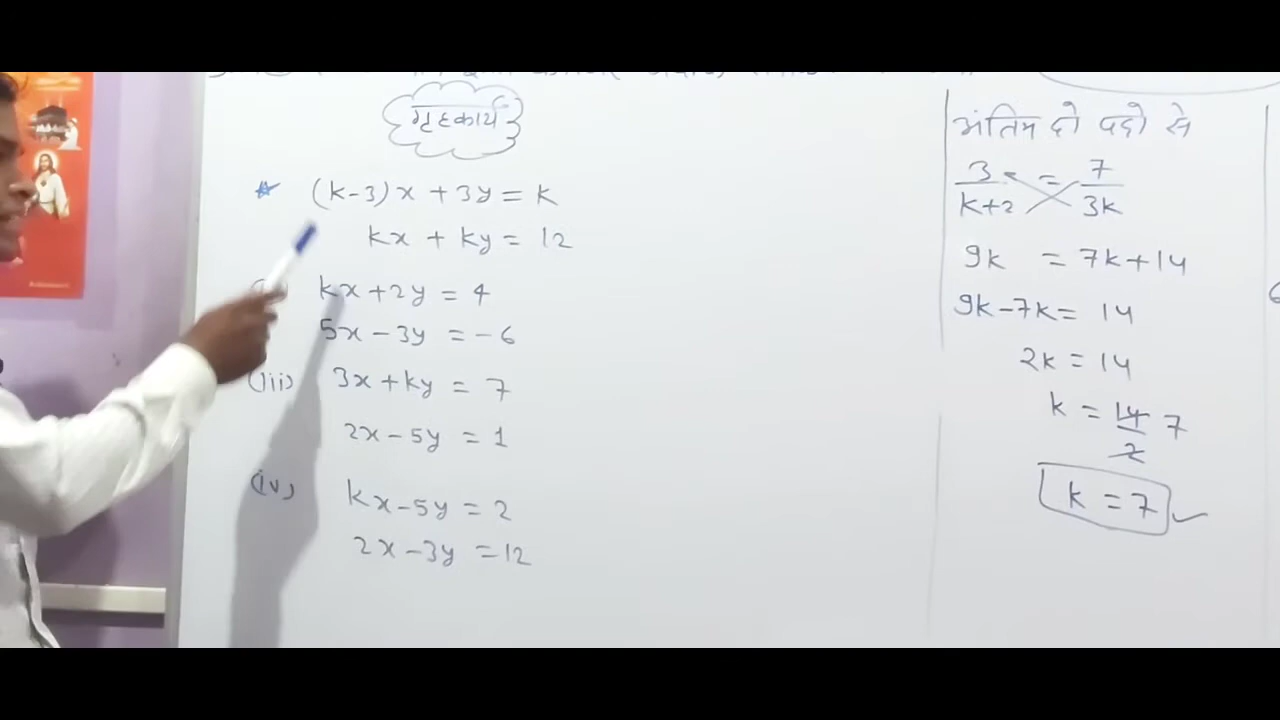 गृहकार्य
(k-3)x + 3y = k
kx + ky = 12
kx + 2y = 4
5x - 3y = -6
(iii) 3x + ky = 7
2x - 5y = 1
(iv) kx - 5y = 2
2x - 3y = 12
अंतिम दो पदो से
3/k+2 = 7/3k
9k = 7k + 14
9k - 7k = 14
2k = 14
k = 14/2 7
k = 7